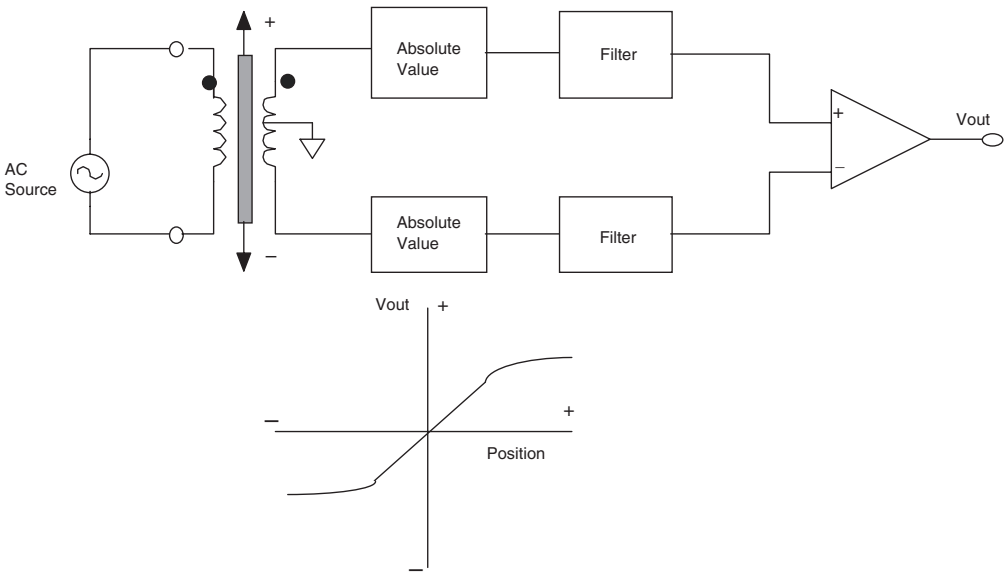 +
Absolute
Value
Filter
+
Vout
AC
Source
−
−
Absolute
Value
Filter
Vout +
− +
Position
−